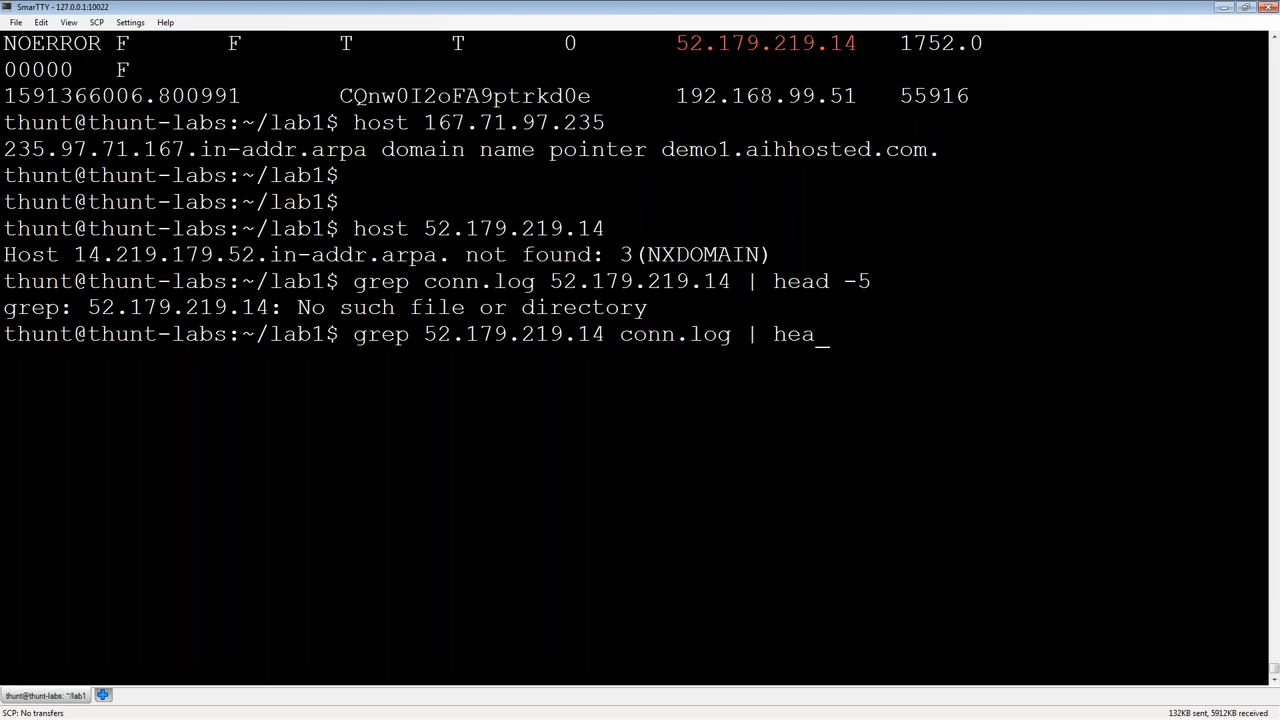 SmarTTY - 127.0.0.1:10022
File Edit View SCP Settings Help
NOERROR F F T T 0 52.179.219.14 1752.0
00000 F
1591366006.800991 CQnw0I2oFA9ptrkd0e 192.168.99.51 55916
thunt@thunt-labs:~/lab1$ host 167.71.97.235
235.97.71.167.in-addr.arpa domain name pointer demo1.aihhosted.com.
thunt@thunt-labs:~/lab1$
thunt@thunt-labs:~/lab1$
thunt@thunt-labs:~/lab1$ host 52.179.219.14
Host 14.219.179.52.in-addr.arpa. not found: 3(NXDOMAIN)
thunt@thunt-labs:~/lab1$ grep conn.log 52.179.219.14 | head -5
grep: 52.179.219.14: No such file or directory
thunt@thunt-labs:~/lab1$ grep 52.179.219.14 conn.log | hea_
thunt@thunt-labs: ~/lab1
SCP: No transfers 132KB sent, 5912KB received